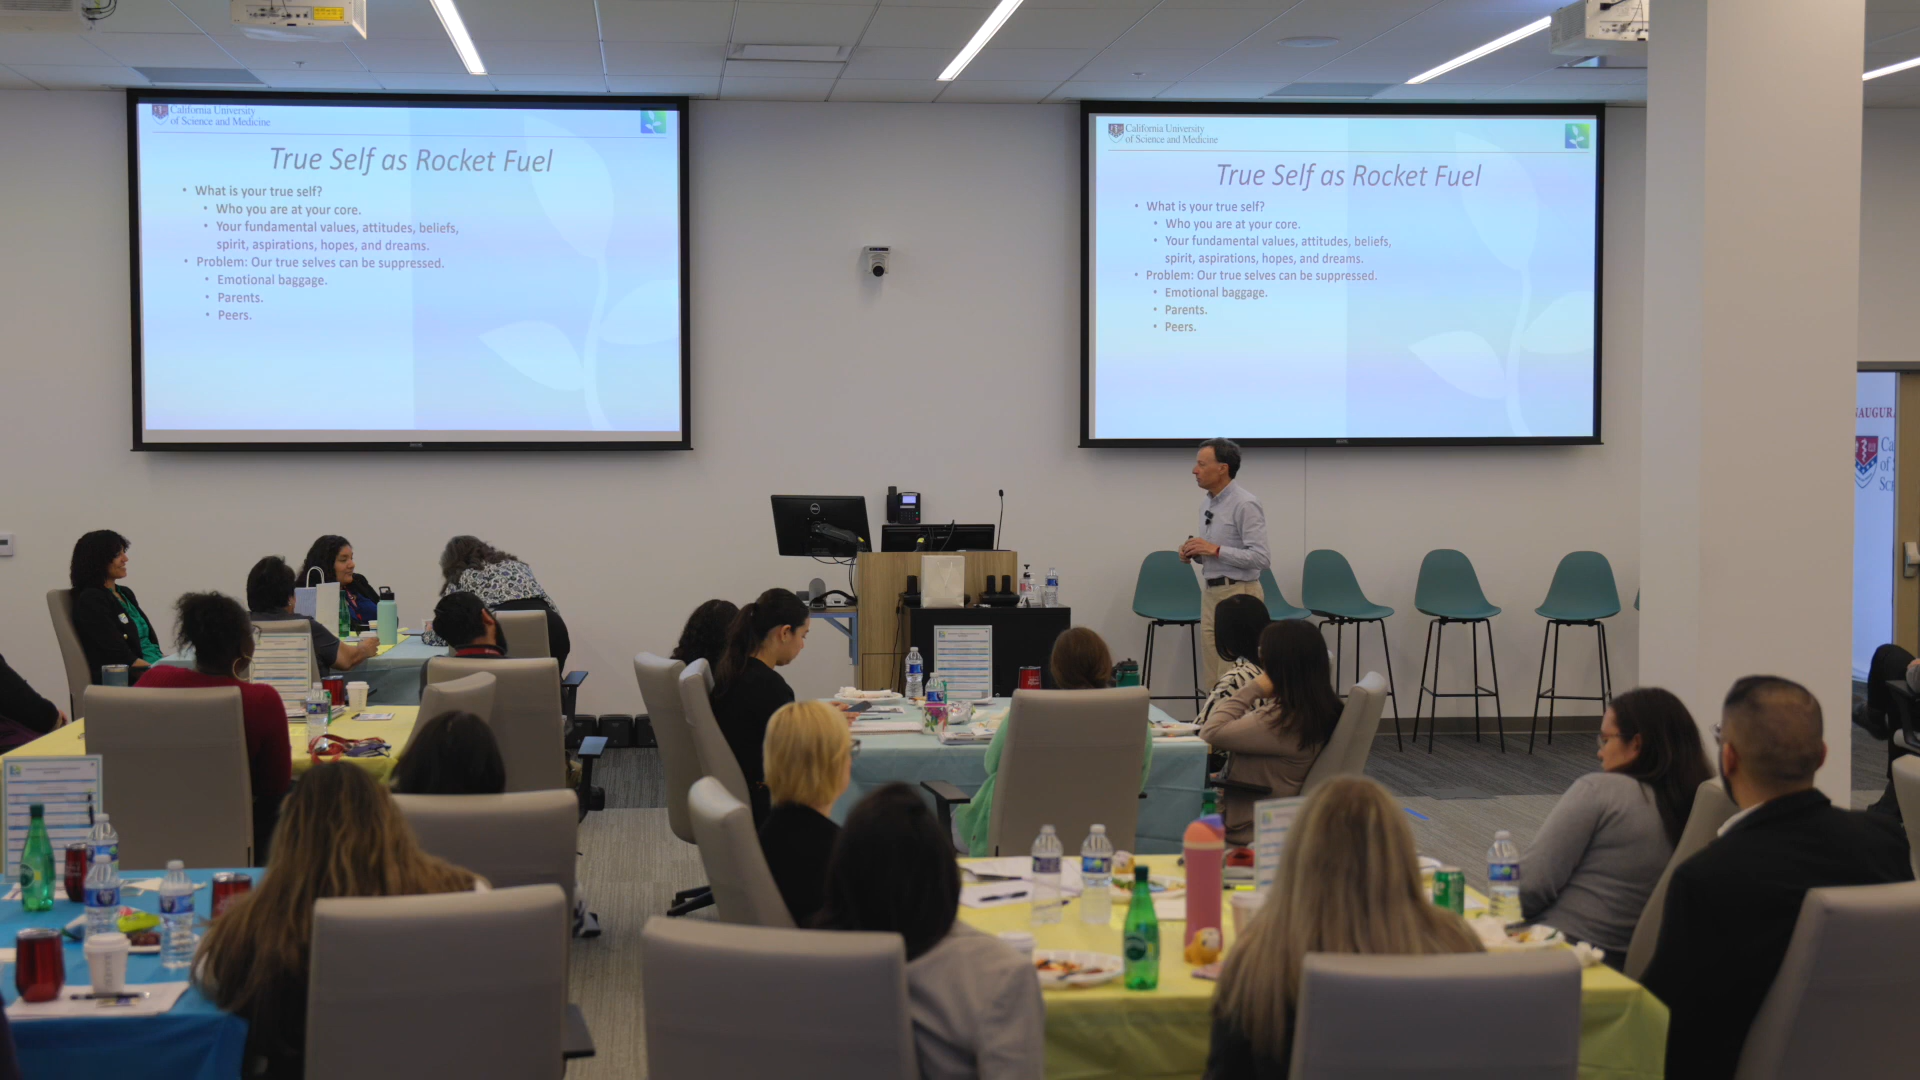 California University
of Science and Medicine
True Self as Rocket Fuel
• What is your true self?
• Who you are at your core.
• Your fundamental values, attitudes, beliefs,
spirit, aspirations, hopes, and dreams.
• Problem: Our true selves can be suppressed.
• Emotional baggage.
• Parents.
• Peers.
California University
of Science and Medicine
True Self as Rocket Fuel
• What is your true self?
• Who you are at your core.
• Your fundamental values, attitudes, beliefs,
spirit, aspirations, hopes, and dreams.
• Problem: Our true selves can be suppressed.
• Emotional baggage.
• Parents.
• Peers.
DELL